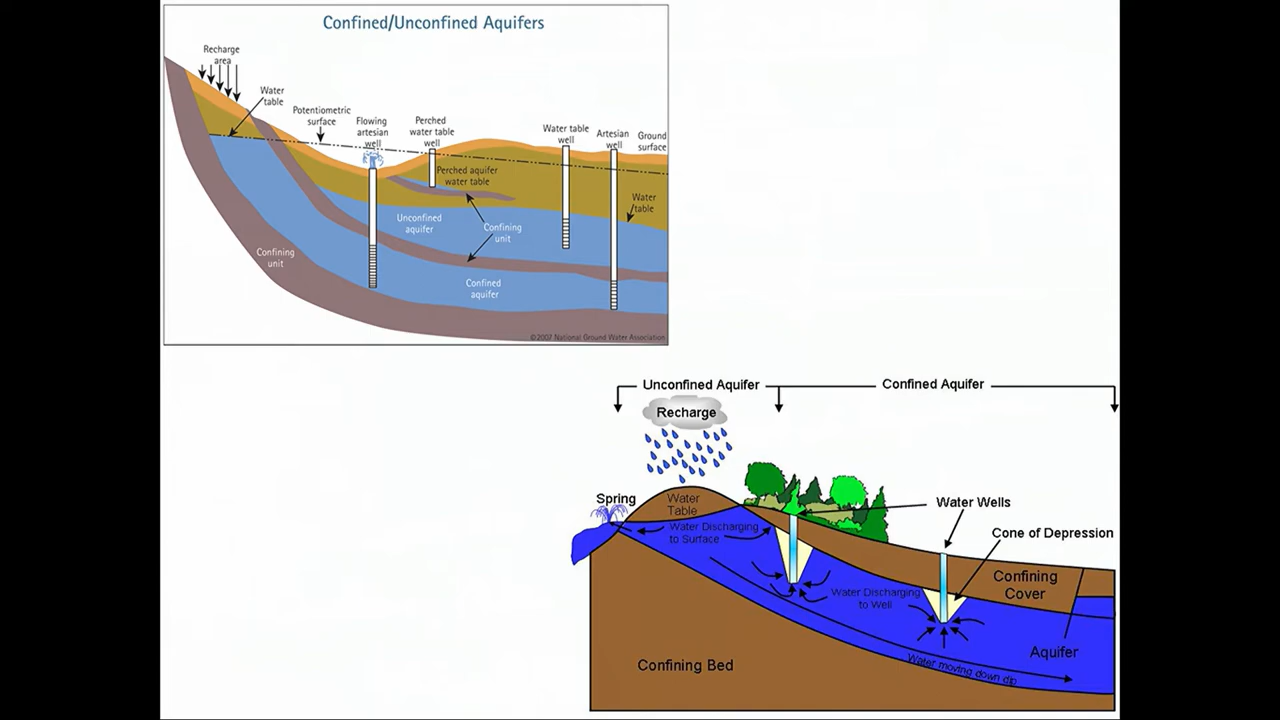 Confined/Unconfined Aquifers
Recharge
area
Water
table
Potentiometric
surface
Flowing
artesian
well
Perched
water table
well
Water table
well
Artesian
well
Ground
surface
Perched aquifer
water table
Water
table
Unconfined
aquifer
Confining
unit
Confining
unit
Confined
aquifer
©2007 National Ground Water Association
Unconfined Aquifer
Confined Aquifer
Recharge
Spring
Water
Table
Water Wells
Water Discharging
to Surface
Cone of Depression
Confining
Cover
Water Discharging
to Well
Aquifer
Confining Bed
Water moving down dip